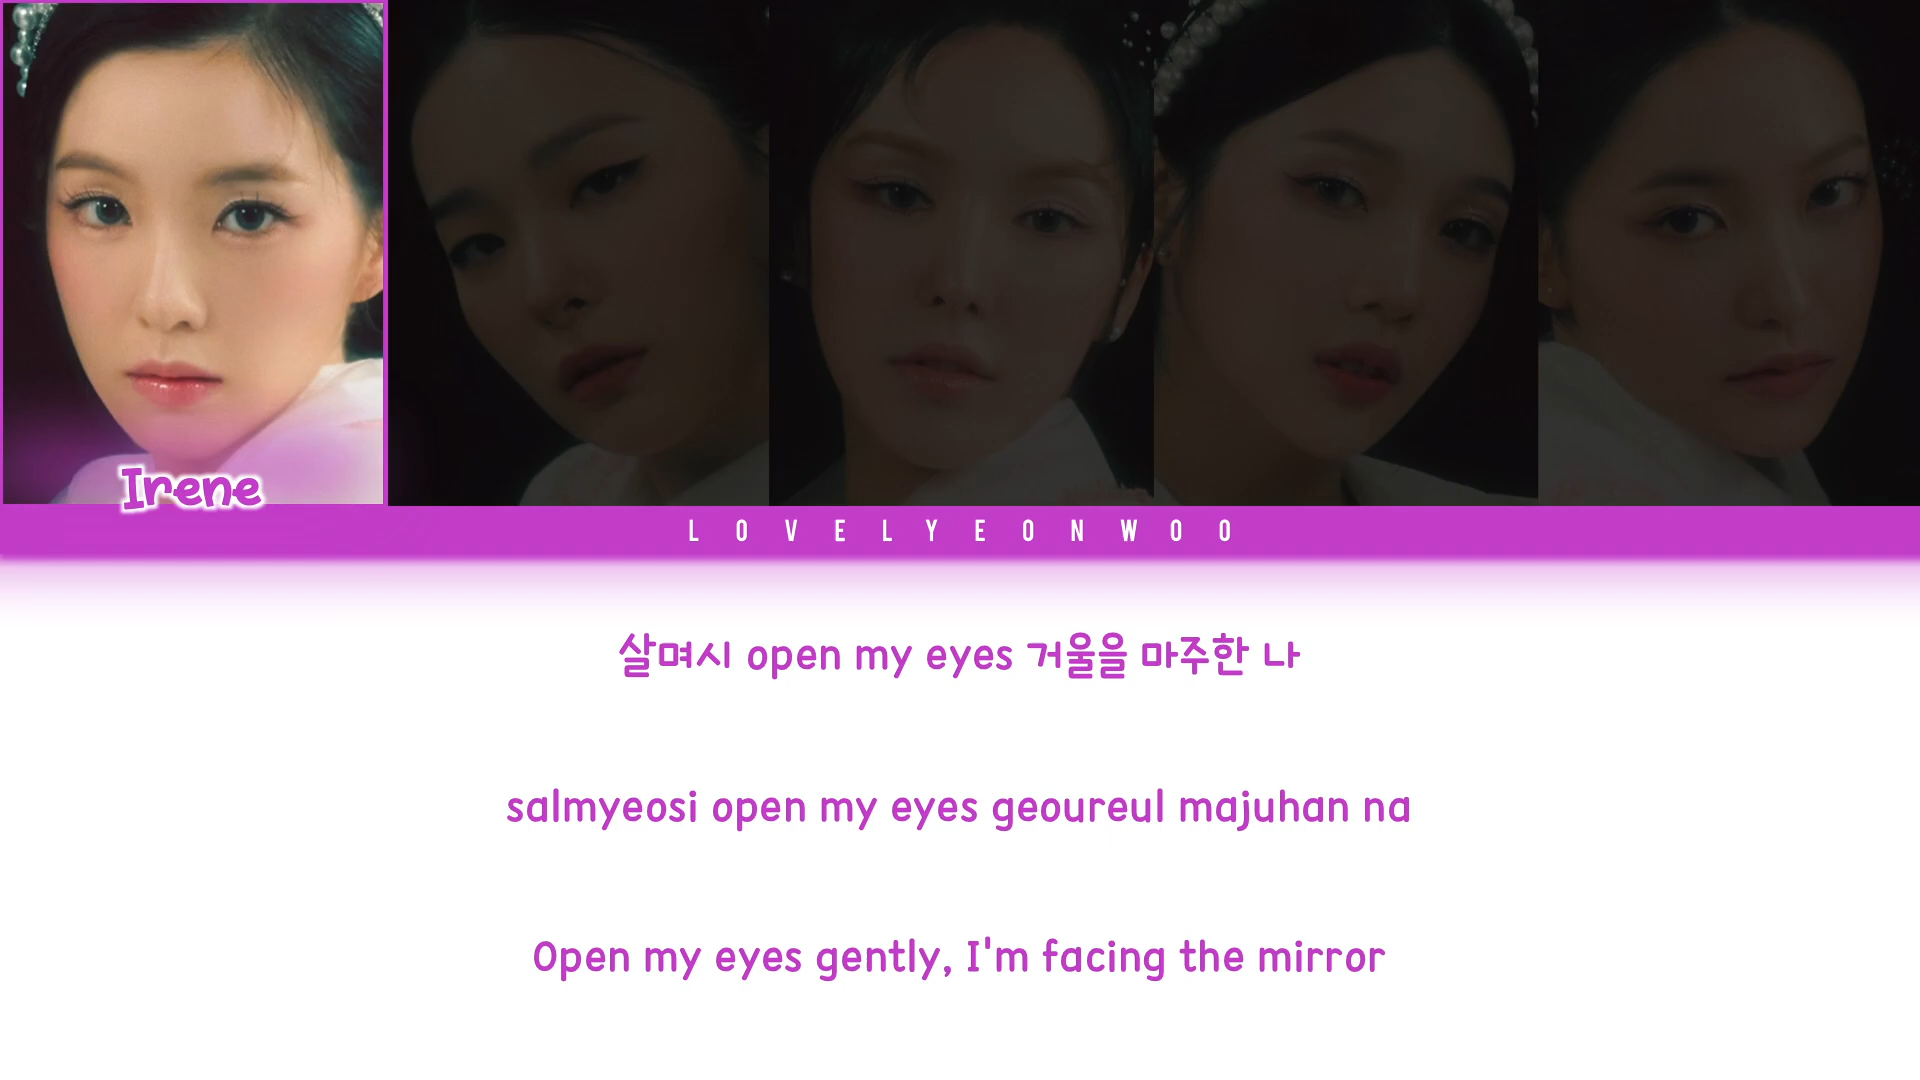 Irene
LOVELYEONWOO
살며시 open my eyes 거울을 마주한 나
salmyeosi open my eyes geoureul majuhan na
Open my eyes gently, I'm facing the mirror